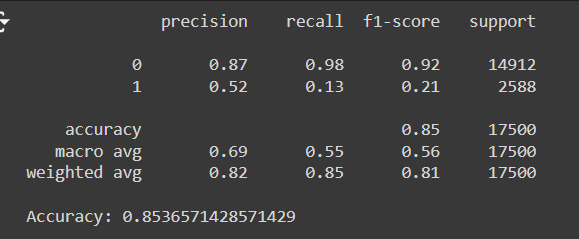 precision recall f1-score support
0 0.87 0.98 0.92 14912
1 0.52 0.13 0.21 2588
accuracy 0.85 17500
macro avg 0.69 0.55 0.56 17500
weighted avg 0.82 0.85 0.81 17500
Accuracy: 0.8536571428571429